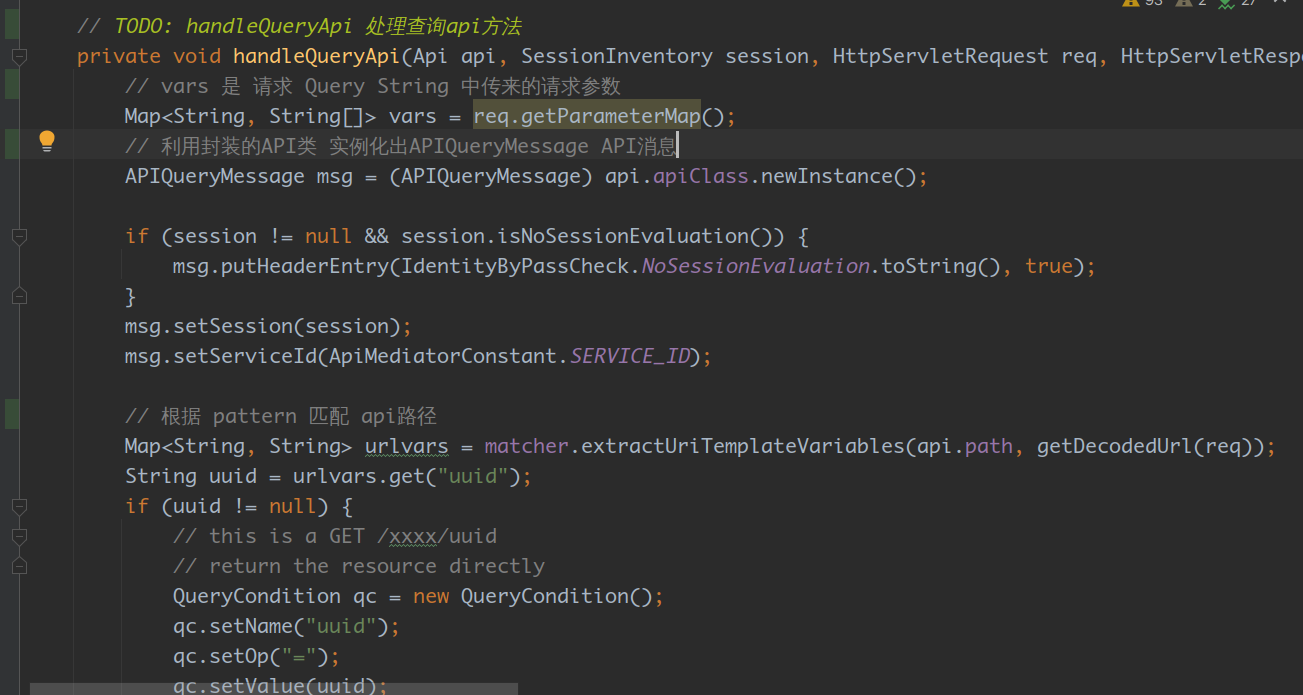 // TODO: handleQueryApi 处理查询api方法
private void handleQueryApi(Api api, SessionInventory session, HttpServletRequest req, HttpServletRespo
// vars 是 请求 Query String 中传来的请求参数
Map<String, String[]> vars = req.getParameterMap();
// 利用封装的API类 实例化出APIQueryMessage API消息
APIQueryMessage msg = (APIQueryMessage) api.apiClass.newInstance();
if (session != null && session.isNoSessionEvaluation()) {
msg.putHeaderEntry(IdentityByPassCheck.NoSessionEvaluation.toString(), true);
}
msg.setSession(session);
msg.setServiceId(ApiMediatorConstant.SERVICE_ID);
// 根据 pattern 匹配 api路径
Map<String, String> urlvars = matcher.extractUriTemplateVariables(api.path, getDecodedUrl(req));
String uuid = urlvars.get("uuid");
if (uuid != null) {
// this is a GET /xxxx/uuid
// return the resource directly
QueryCondition qc = new QueryCondition();
qc.setName("uuid");
qc.setOp("=");
qc.setValue(uuid);